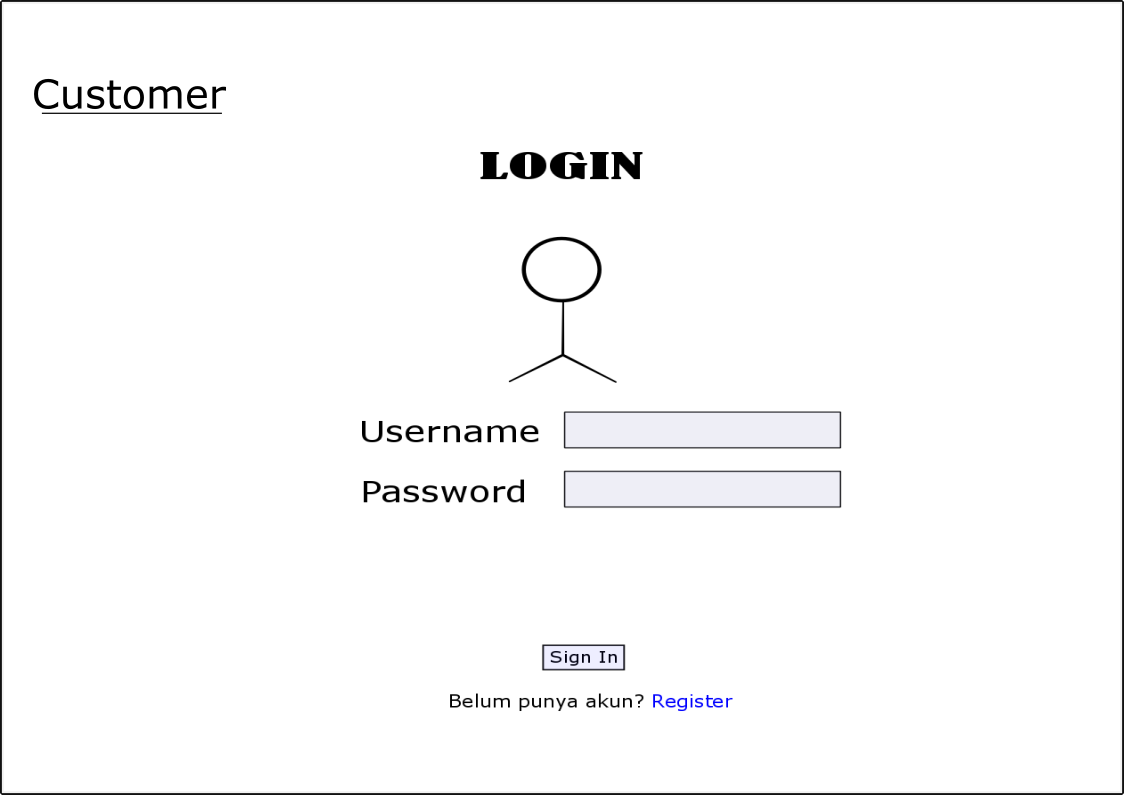 Customer
LOGIN
Username
Password
Sign In
Belum punya akun? Register